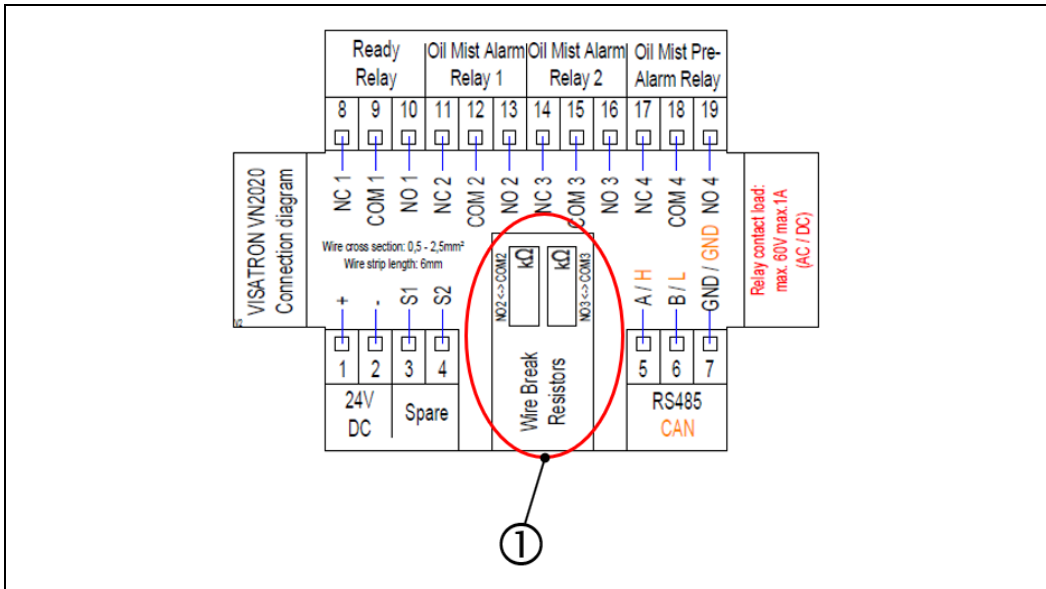 Ready
Relay
Oil Mist Alarm
Relay 1
Oil Mist Alarm
Relay 2
Oil Mist Pre-
Alarm Relay
8 9 10 11 12 13 14 15 16 17 18 19
NC 1
COM 1
NO 1
NC 2
COM 2
NO 2
NC 3
COM 3
NO 3
NC 4
COM 4
NO 4
VISATRON VN2020
Connection diagram
V2
Wire cross section: 0,5 - 2,5mm²
Wire strip length: 6mm
+
-
S1
S2
NO2 <-> COM2
kΩ
kΩ
NO3 <-> COM3
Wire Break
Resistors
A / H
B / L
GND / GND
Relay contact load:
max. 60V max.1A
(AC / DC)
1 2 3 4 5 6 7
24V
DC
Spare
RS485
CAN
①